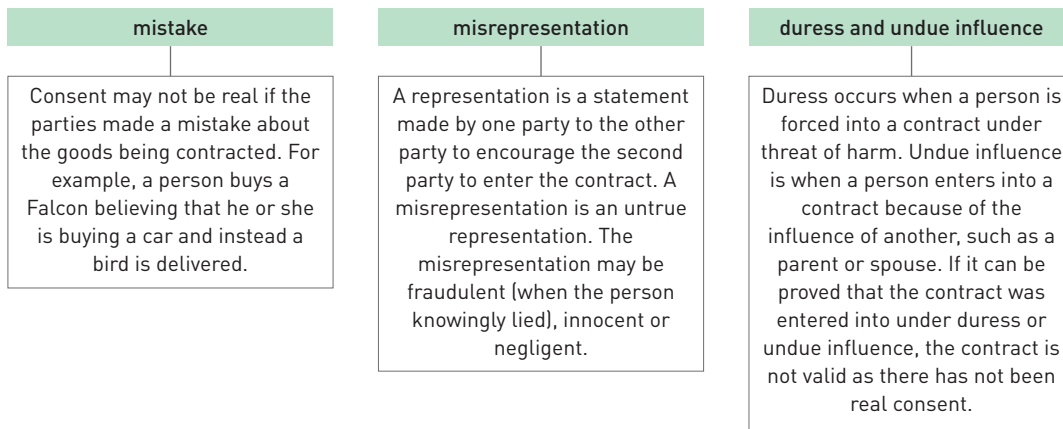 mistake
Consent may not be real if the
parties made a mistake about
the goods being contracted. For
example, a person buys a
Falcon believing that he or she
is buying a car and instead a
bird is delivered.
misrepresentation
A representation is a statement
made by one party to the other
party to encourage the second
party to enter the contract. A
misrepresentation is an untrue
representation. The
misrepresentation may be
fraudulent (when the person
knowingly lied), innocent or
negligent.
duress and undue influence
Duress occurs when a person is
forced into a contract under
threat of harm. Undue influence
is when a person enters into a
contract because of the
influence of another, such as a
parent or spouse. If it can be
proved that the contract was
entered into under duress or
undue influence, the contract is
not valid as there has not been
real consent.